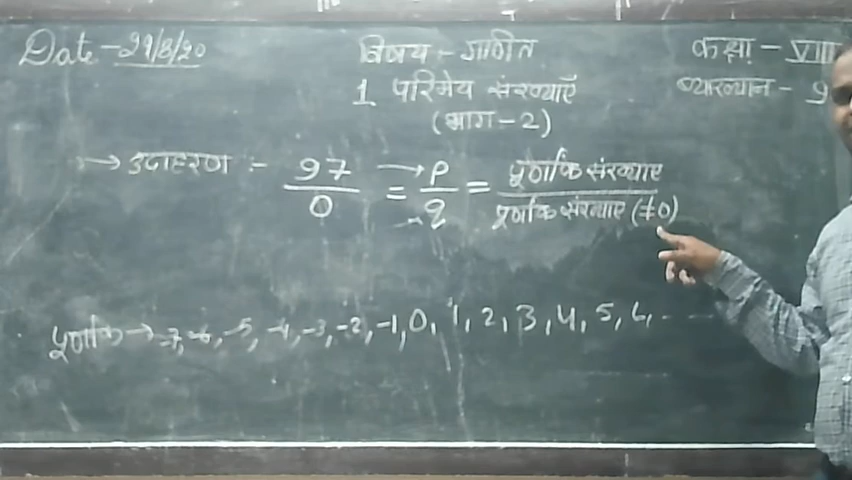 Date - 29/8/20 विषय - गणित कक्षा - VIII
1 परिमेय संख्याएँ व्याख्यान - 9
(भाग - 2)
→ उदाहरण :- 97/0 = p/q = पूर्णांक संख्याए/पूर्णांक संख्याए (≠0)
पूर्णांक → -7, -6, -5, -4, -3, -2, -1, 0, 1, 2, 3, 4, 5, 6, - - -